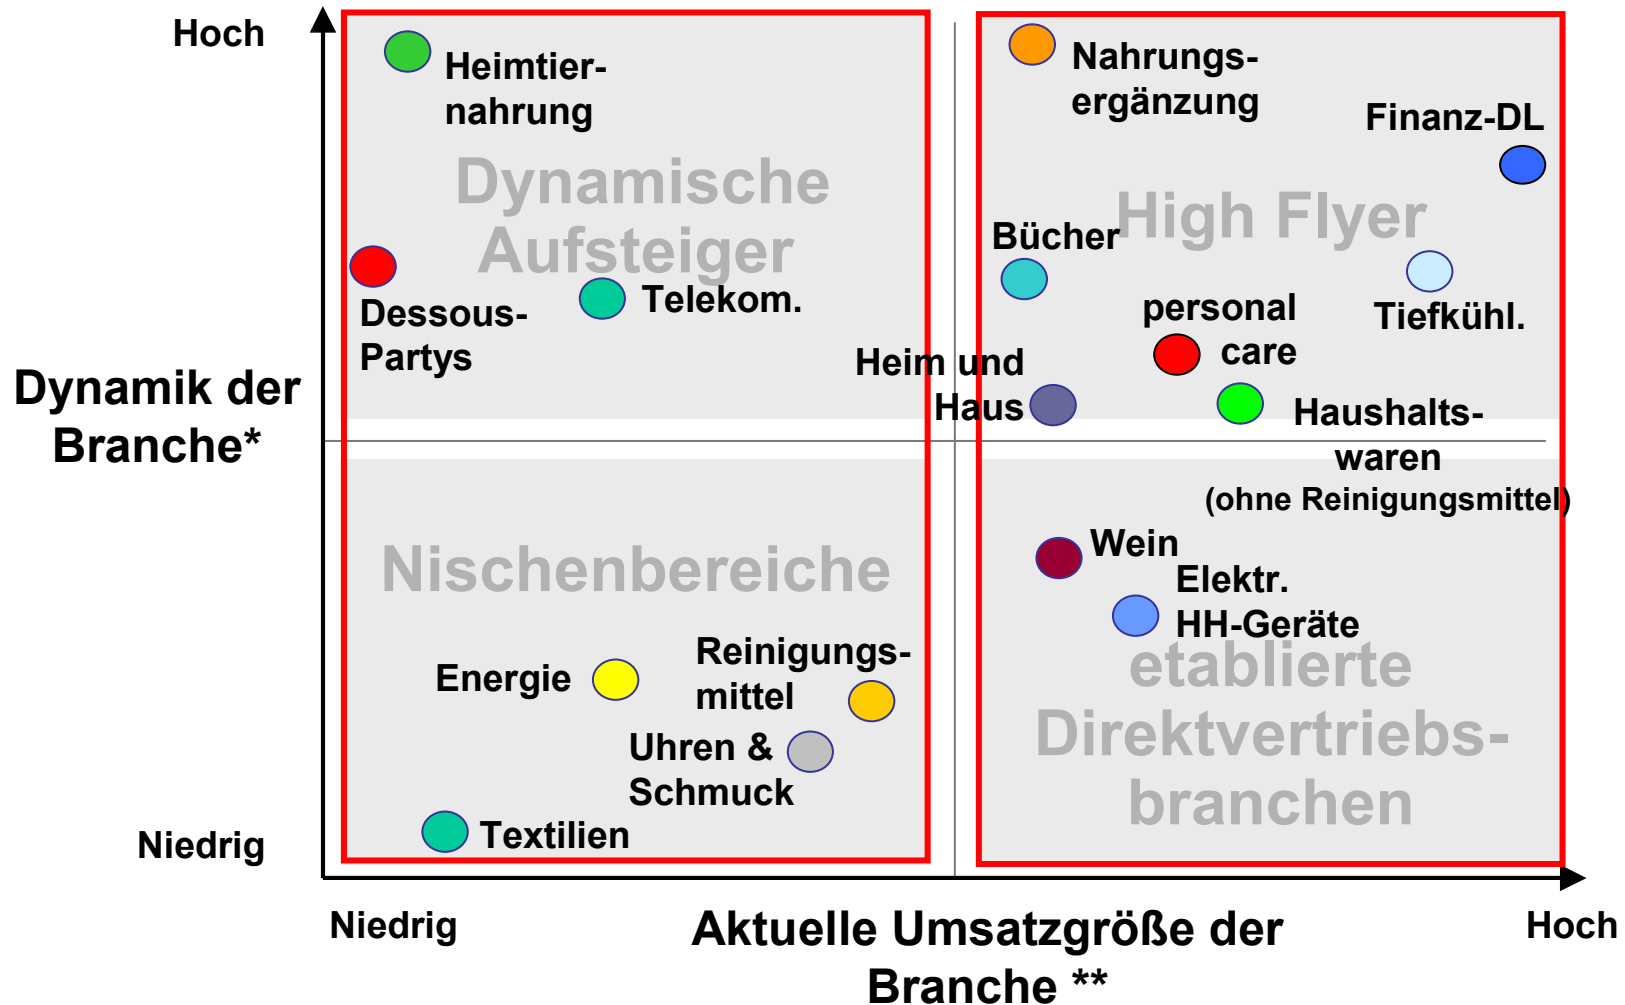 Hoch
Heimtier-
nahrung
Nahrungs-
ergänzung
Finanz-DL
Dynamische
Aufsteiger
High Flyer
Bücher
Dessous-
Partys
Telekom.
personal
care
Tiefkühl.
Heim und
Haus
Haushalts-
waren
(ohne Reinigungsmittel)
Dynamik der
Branche*
Nischenbereiche
Wein
Elektr.
HH-Geräte
Energie
Reinigungs-
mittel
Uhren &
Schmuck
etablierte
Direktvertriebs-
branchen
Textilien
Niedrig
Niedrig
Aktuelle Umsatzgröße der
Branche **
Hoch